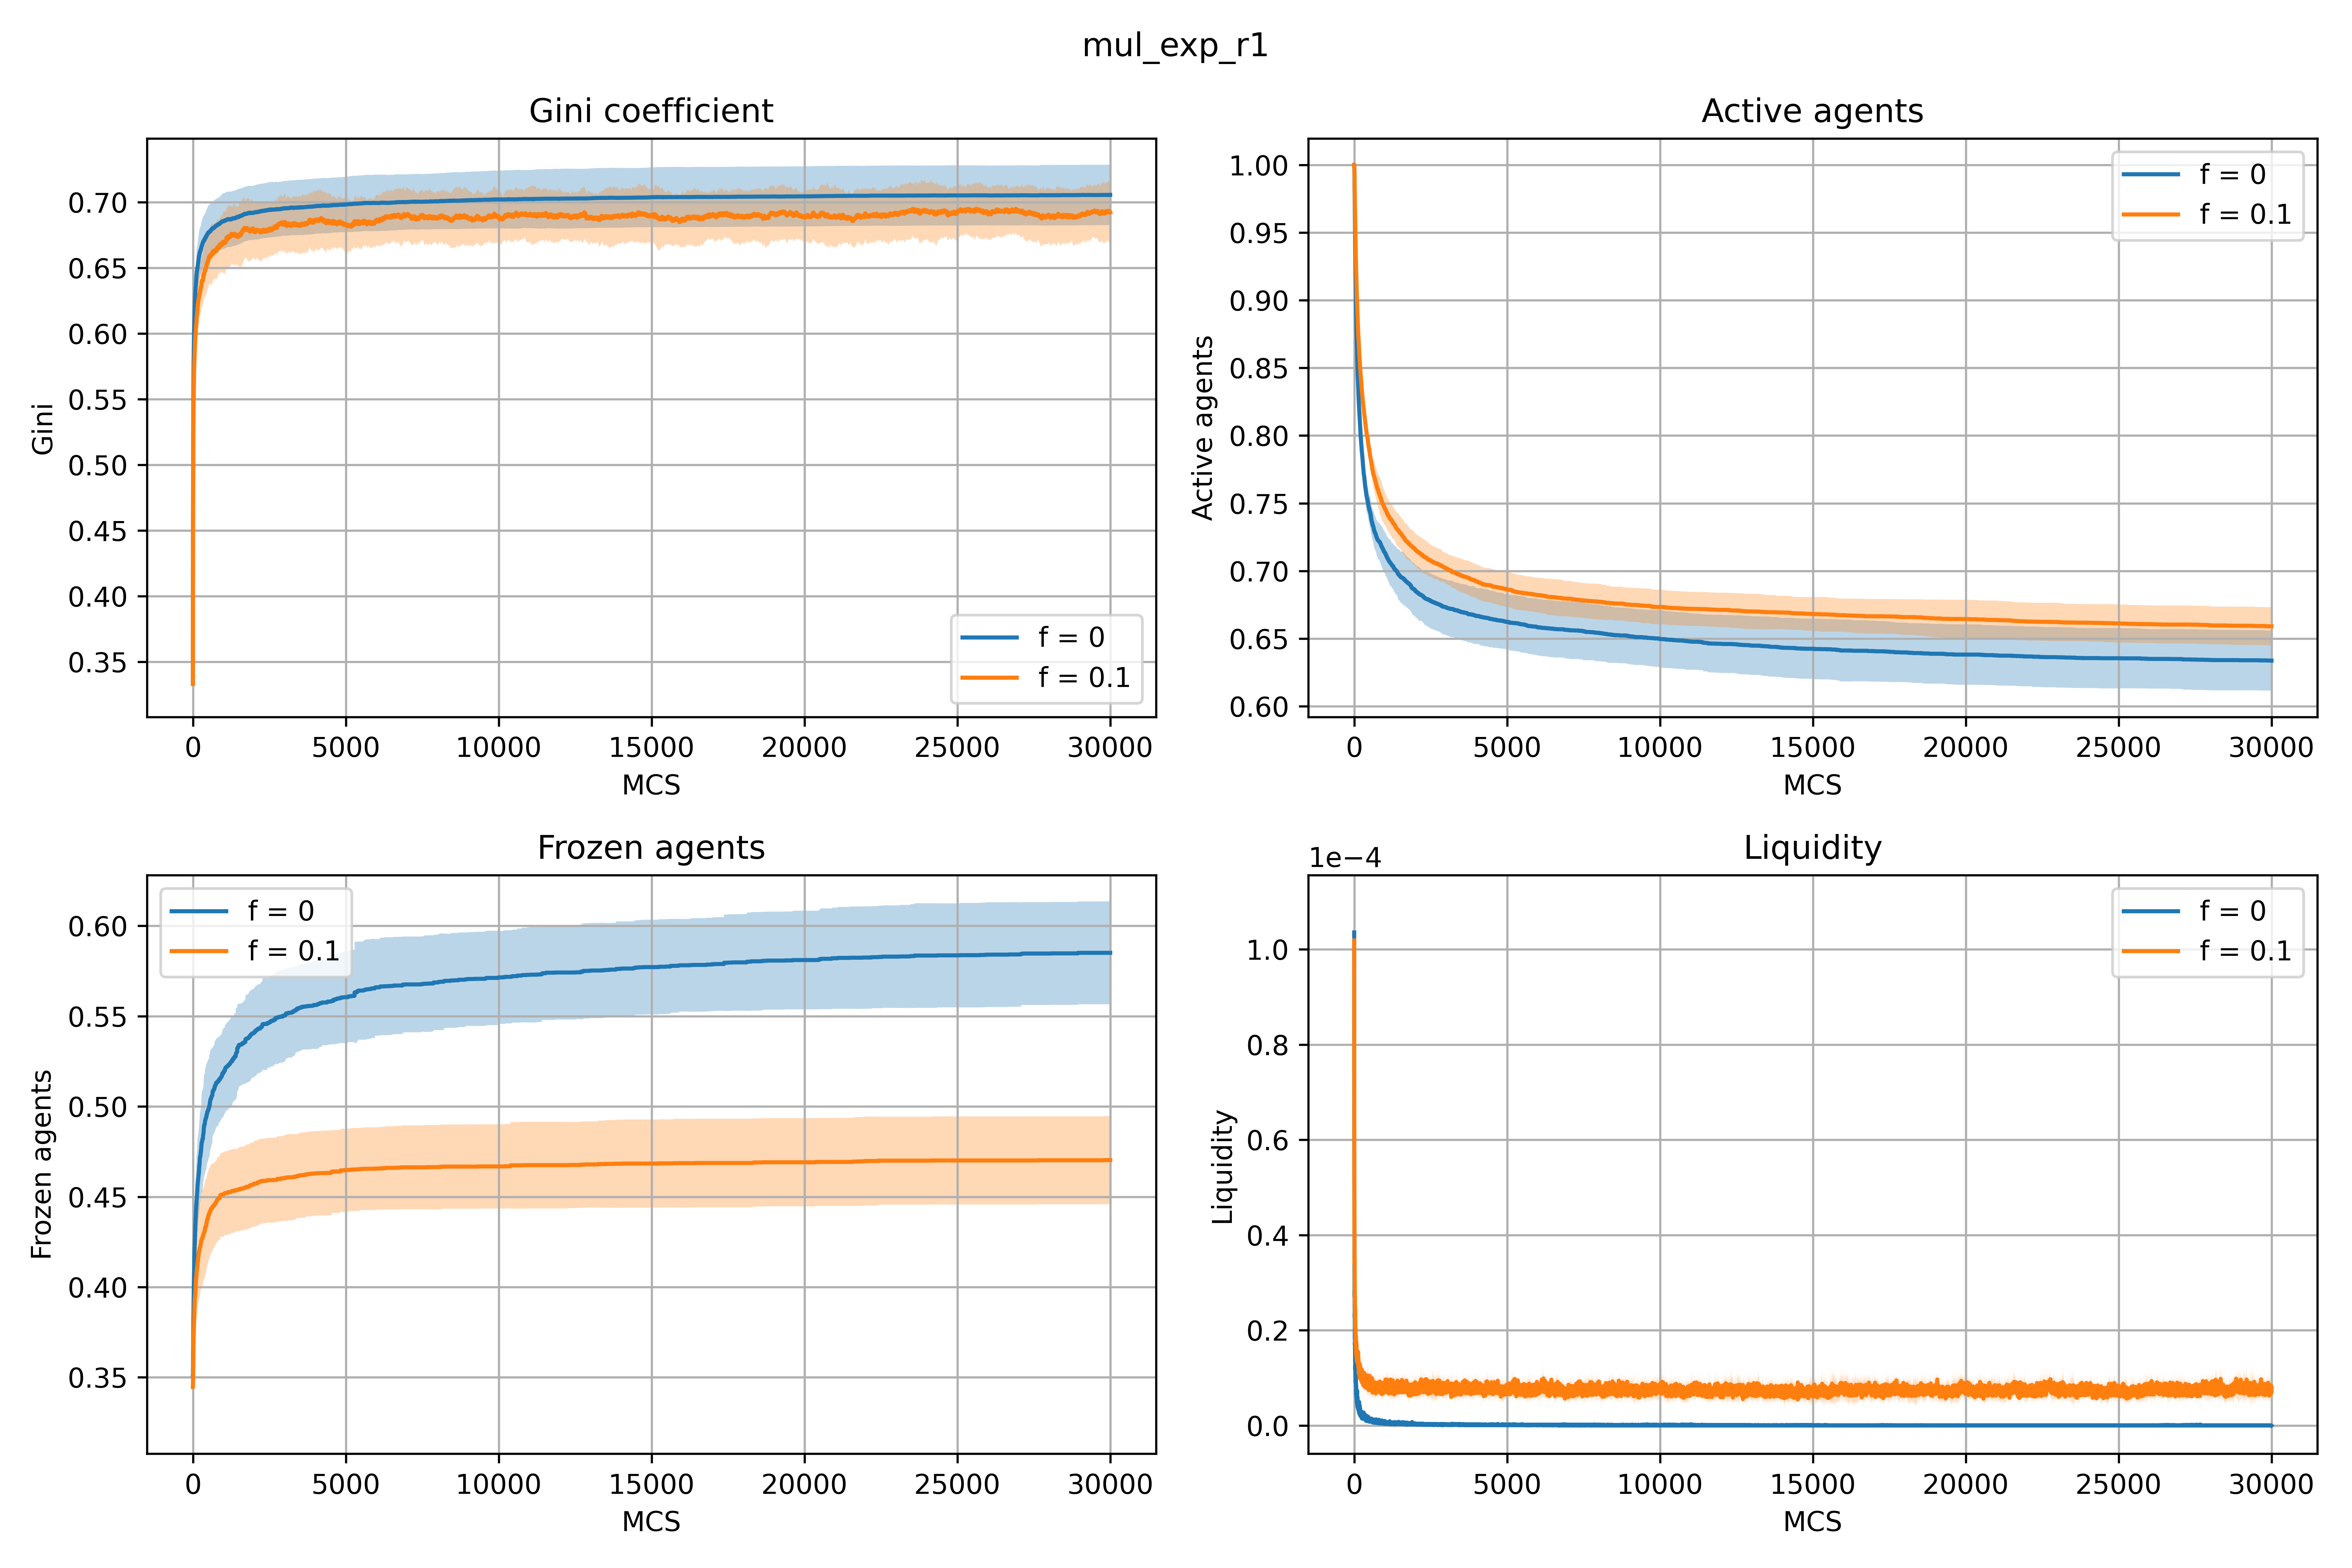 mul_exp_r1
Gini coefficient
Gini
0.70
0.65
0.60
0.55
0.50
0.45
0.40
0.35
f = 0
f = 0.1
0 5000 10000 15000 20000 25000 30000
MCS
Active agents
Active agents
1.00
0.95
0.90
0.85
0.80
0.75
0.70
0.65
0.60
f = 0
f = 0.1
0 5000 10000 15000 20000 25000 30000
MCS
Frozen agents
Frozen agents
0.60
0.55
0.50
0.45
0.40
0.35
f = 0
f = 0.1
0 5000 10000 15000 20000 25000 30000
MCS
Liquidity
1e−4
Liquidity
1.0
0.8
0.6
0.4
0.2
0.0
f = 0
f = 0.1
0 5000 10000 15000 20000 25000 30000
MCS